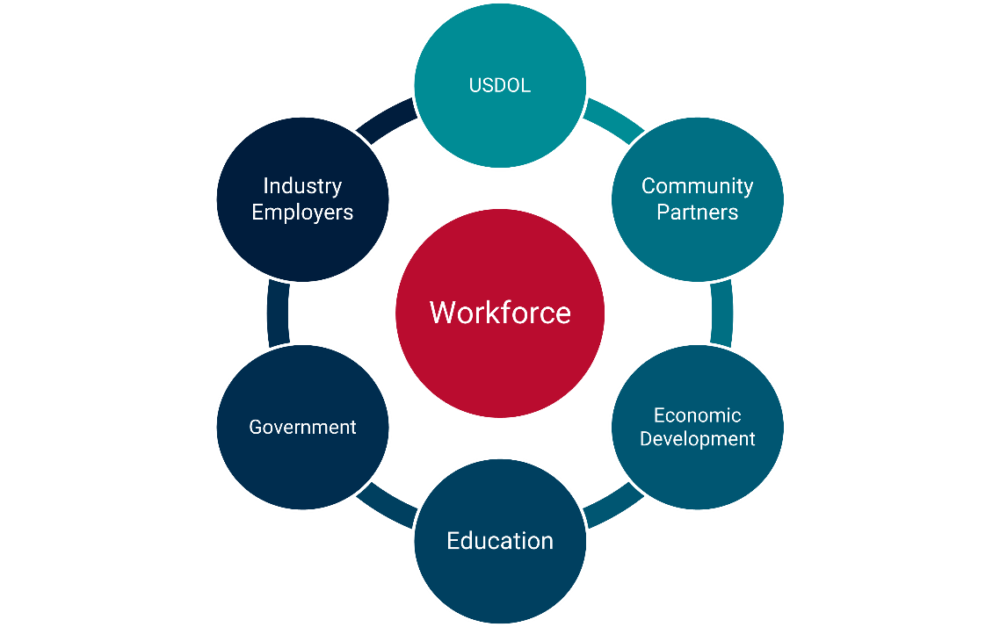 USDOL
Industry
Employers
Community
Partners
Workforce
Government
Economic
Development
Education